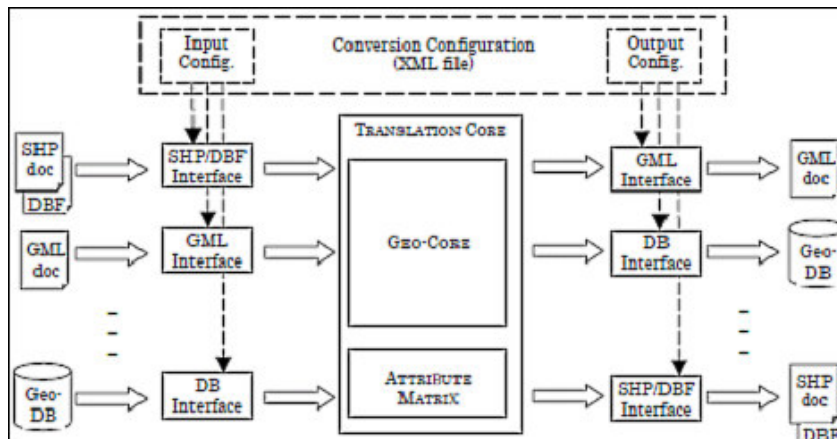 Input
Config.
Conversion Configuration
(XML file)
Output
Config.
TRANSLATION CORE
SHP
doc
DBF
SHP/DBF
Interface
GEO-CORE
GML
Interface
GML
doc
GML
doc
GML
Interface
DB
Interface
Geo-
DB
Geo-
DB
DB
Interface
ATTRIBUTE
MATRIX
SHP/DBF
Interface
SHP
doc
DBF